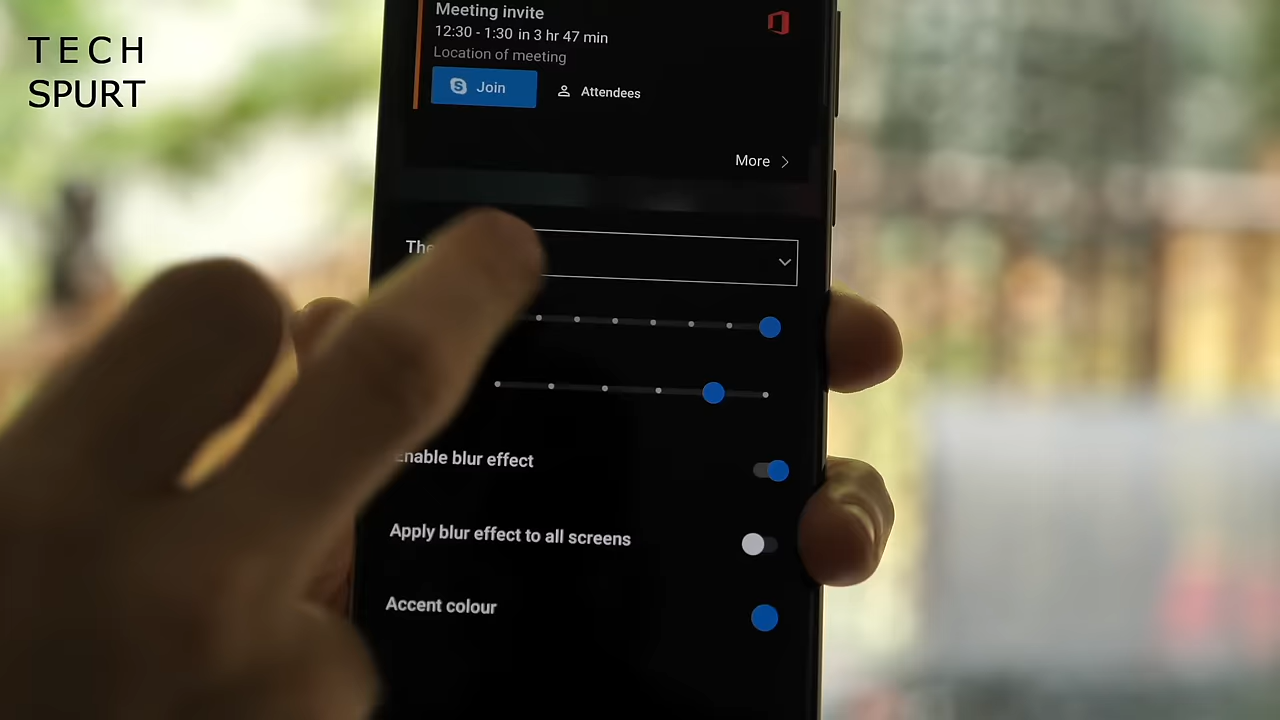 TECH
SPURT
Meeting invite
12:30 - 1:30 in 3 hr 47 min
Location of meeting
Join
Attendees
More
Enable blur effect
Apply blur effect to all screens
Accent colour